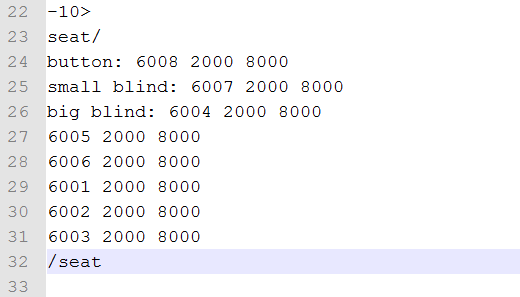 22 -10>
23 seat/
24 button: 6008 2000 8000
25 small blind: 6007 2000 8000
26 big blind: 6004 2000 8000
27 6005 2000 8000
28 6006 2000 8000
29 6001 2000 8000
30 6002 2000 8000
31 6003 2000 8000
32 /seat
33